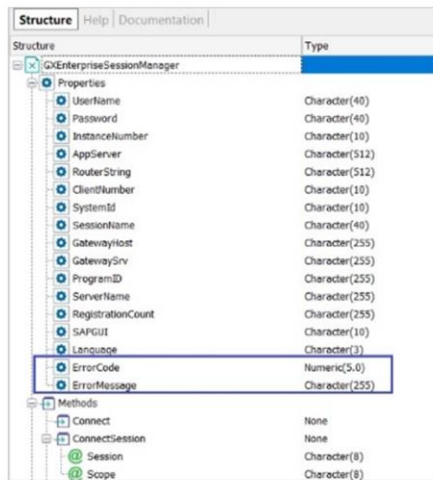 Structure Help Documentation
Structure Type
GXEnterpriseSessionManager
Properties
UserName Character(40)
Password Character(40)
InstanceNumber Character(10)
AppServer Character(512)
RouterString Character(512)
ClientNumber Character(10)
SystemId Character(10)
SessionName Character(40)
GatewayHost Character(255)
GatewaySrv Character(255)
ProgramID Character(255)
ServerName Character(255)
RegistrationCount Character(255)
SAPGUI Character(10)
Language Character(3)
ErrorCode Numeric(5.0)
ErrorMessage Character(255)
Methods
Connect None
ConnectSession None
Session Character(8)
Scope Character(8)